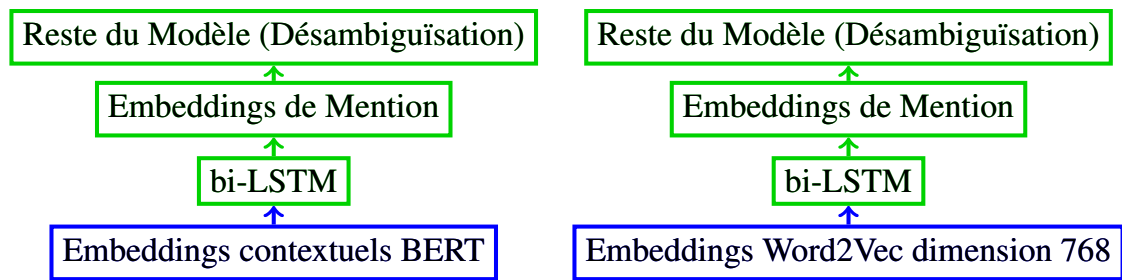 Reste du Modèle (Désambiguïsation)
Embeddings de Mention
bi-LSTM
Embeddings contextuels BERT
Reste du Modèle (Désambiguïsation)
Embeddings de Mention
bi-LSTM
Embeddings Word2Vec dimension 768